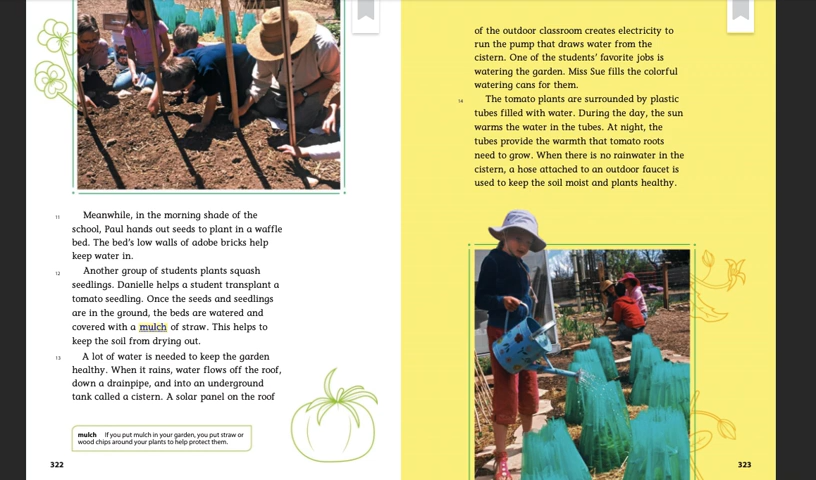 11 Meanwhile, in the morning shade of the
school, Paul hands out seeds to plant in a waffle
bed. The bed's low walls of adobe bricks help
keep water in.
12 Another group of students plants squash
seedlings. Danielle helps a student transplant a
tomato seedling. Once the seeds and seedlings
are in the ground, the beds are watered and
covered with a mulch of straw. This helps to
keep the soil from drying out.
13 A lot of water is needed to keep the garden
healthy. When it rains, water flows off the roof,
down a drainpipe, and into an underground
tank called a cistern. A solar panel on the roof
mulch If you put mulch in your garden, you put straw or
wood chips around your plants to help protect them.
322
of the outdoor classroom creates electricity to
run the pump that draws water from the
cistern. One of the students' favorite jobs is
watering the garden. Miss Sue fills the colorful
watering cans for them.
14 The tomato plants are surrounded by plastic
tubes filled with water. During the day, the sun
warms the water in the tubes. At night, the
tubes provide the warmth that tomato roots
need to grow. When there is no rainwater in the
cistern, a hose attached to an outdoor faucet is
used to keep the soil moist and plants healthy.
323